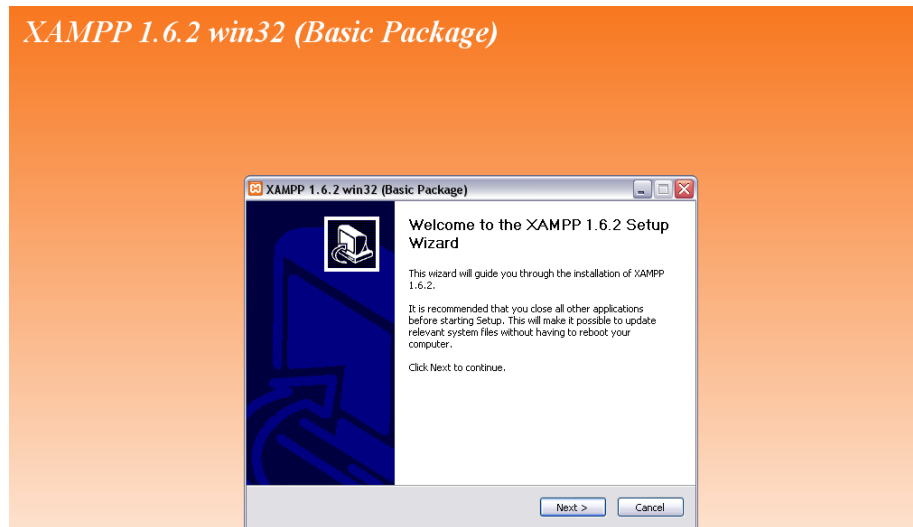 XAMPP 1.6.2 win32 (Basic Package)
XAMPP 1.6.2 win32 (Basic Package)
Welcome to the XAMPP 1.6.2 Setup
Wizard
This wizard will guide you through the installation of XAMPP
1.6.2.
It is recommended that you close all other applications
before starting Setup. This will make it possible to update
relevant system files without having to reboot your
computer.
Click Next to continue.
Next >
Cancel